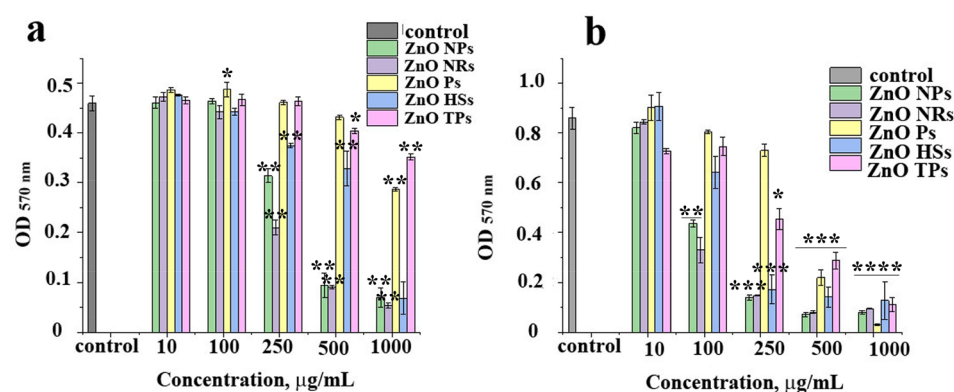 a
control
ZnO NPs
ZnO NRs
ZnO Ps
ZnO HSs
ZnO TPs
OD 570 nm
0.5
0.4
0.3
0.2
0.1
0
*
**
**
**
**
**
**
*
**
**
**
**
control 10 100 250 500 1000
Concentration, µg/mL
b
control
ZnO NPs
ZnO NRs
ZnO Ps
ZnO HSs
ZnO TPs
OD 570 nm
1.0
0.8
0.6
0.4
0.2
0
**
***
****
*
***
****
control 10 100 250 500 1000
Concentration, µg/mL